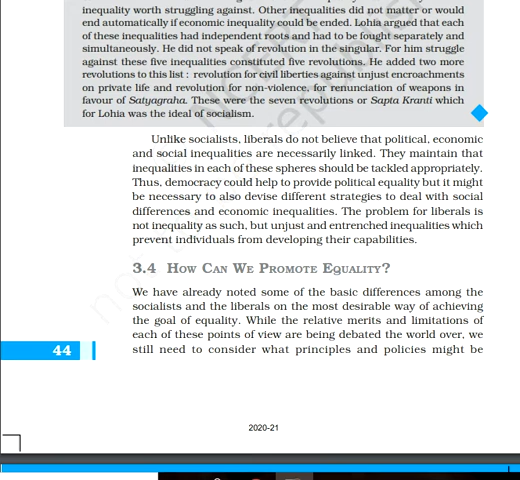 inequality worth struggling against. Other inequalities did not matter or would
end automatically if economic inequality could be ended. Lohia argued that each
of these inequalities had independent roots and had to be fought separately and
simultaneously. He did not speak of revolution in the singular. For him struggle
against these five inequalities constituted five revolutions. He added two more
revolutions to this list : revolution for civil liberties against unjust encroachments
on private life and revolution for non-violence, for renunciation of weapons in
favour of Satyagraha. These were the seven revolutions or Sapta Kranti which
for Lohia was the ideal of socialism.
Unlike socialists, liberals do not believe that political, economic
and social inequalities are necessarily linked. They maintain that
inequalities in each of these spheres should be tackled appropriately.
Thus, democracy could help to provide political equality but it might
be necessary to also devise different strategies to deal with social
differences and economic inequalities. The problem for liberals is
not inequality as such, but unjust and entrenched inequalities which
prevent individuals from developing their capabilities.
3.4 How Can We Promote Equality?
We have already noted some of the basic differences among the
socialists and the liberals on the most desirable way of achieving
the goal of equality. While the relative merits and limitations of
each of these points of view are being debated the world over, we
44 still need to consider what principles and policies might be
2020-21